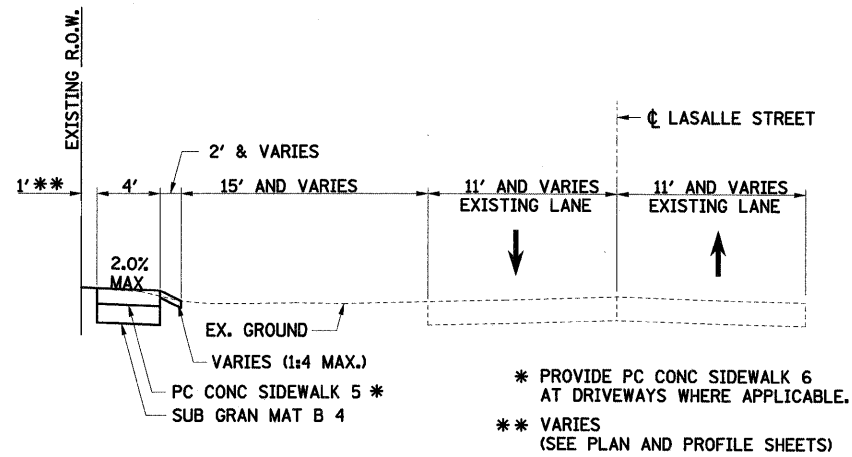 EXISTING R.O.W.
℄ LASALLE STREET
2' & VARIES
1'**
4'
15' AND VARIES
11' AND VARIES
EXISTING LANE
11' AND VARIES
EXISTING LANE
2.0%
MAX
EX. GROUND
VARIES (1:4 MAX.)
PC CONC SIDEWALK 5 *
SUB GRAN MAT B 4
* PROVIDE PC CONC SIDEWALK 6
AT DRIVEWAYS WHERE APPLICABLE.
** VARIES
(SEE PLAN AND PROFILE SHEETS)